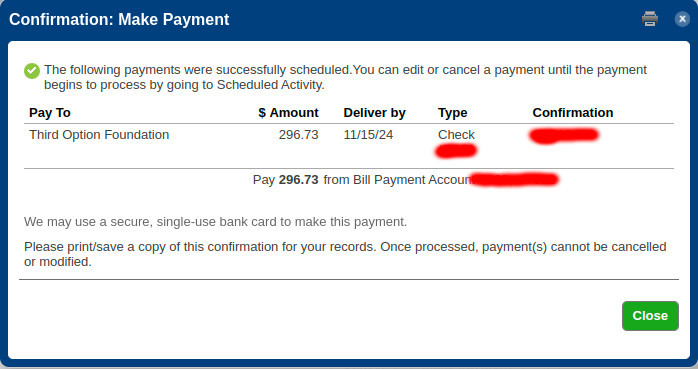 Confirmation: Make Payment
The following payments were successfully scheduled.You can edit or cancel a payment until the payment
begins to process by going to Scheduled Activity.
Pay To $ Amount Deliver by Type Confirmation
Third Option Foundation 296.73 11/15/24 Check
Pay 296.73 from Bill Payment
We may use a secure, single-use bank card to make this payment.
Please print/save a copy of this confirmation for your records. Once processed, payment(s) cannot be cancelled
or modified.
Close